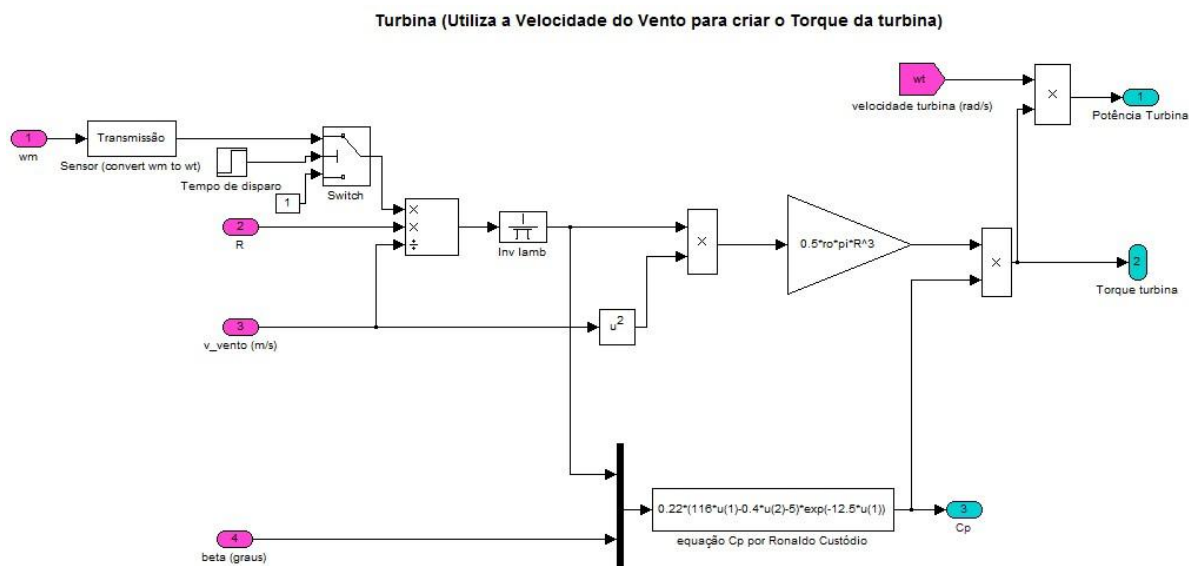 Turbina (Utiliza a Velocidade do Vento para criar o Torque da turbina)
wt
velocidade turbina (rad/s)
×
1
Potência Turbina
1
wm
Transmissão
Sensor (convert wm to wt)
Tempo de disparo
1
Switch
2
R
×
×
÷
1
Inv lamb
×
0.5*ro*pi*R^3
×
2
Torque turbina
3
v_vento (m/s)
u²
4
beta (graus)
0.22*(116*u(1)-0.4*u(2)-5)*exp(-12.5*u(1))
equação Cp por Ronaldo Custódio
3
Cp